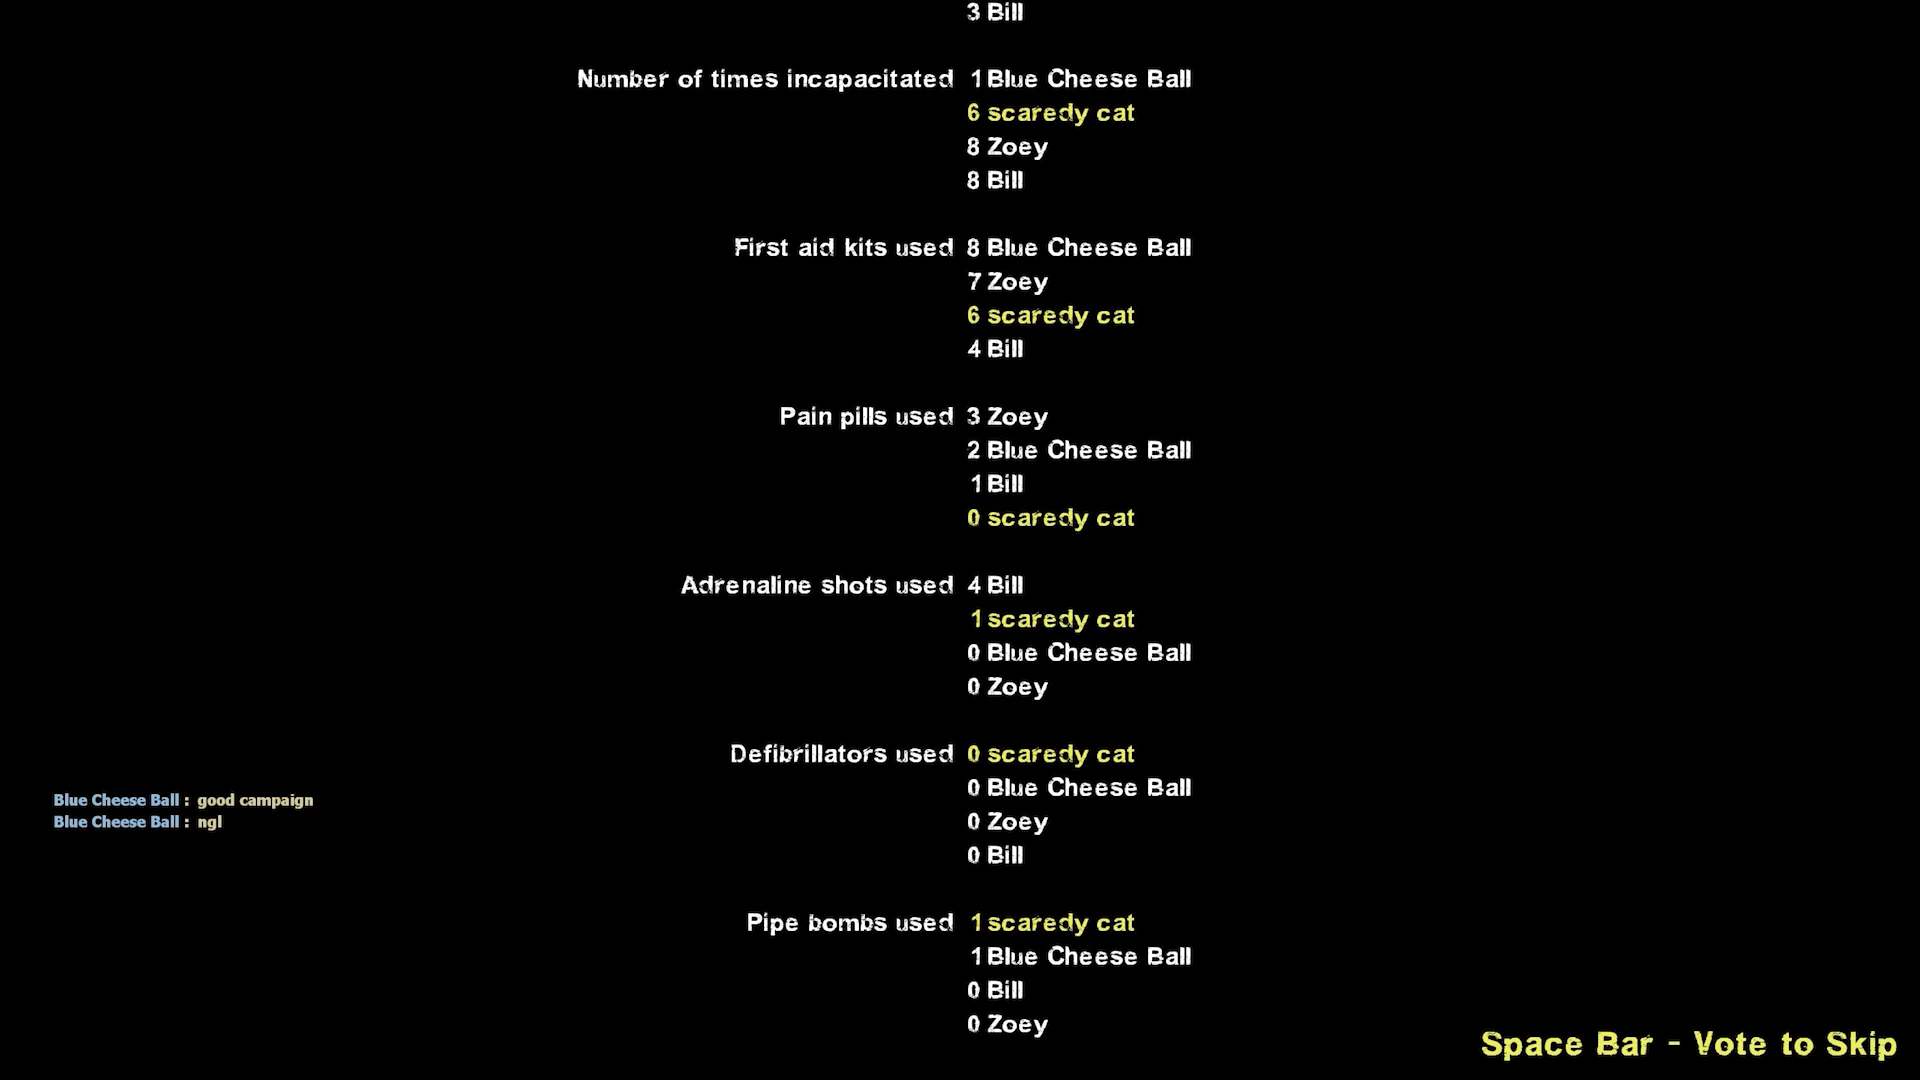 3 Bill
Number of times incapacitated 1 Blue Cheese Ball
6 scaredy cat
8 Zoey
8 Bill
First aid kits used 8 Blue Cheese Ball
7 Zoey
6 scaredy cat
4 Bill
Pain pills used 3 Zoey
2 Blue Cheese Ball
1 Bill
0 scaredy cat
Adrenaline shots used 4 Bill
1 scaredy cat
0 Blue Cheese Ball
0 Zoey
Defibrillators used 0 scaredy cat
0 Blue Cheese Ball
0 Zoey
0 Bill
Pipe bombs used 1 scaredy cat
1 Blue Cheese Ball
0 Bill
0 Zoey
Blue Cheese Ball : good campaign
Blue Cheese Ball : ngl
Space Bar - Vote to Skip